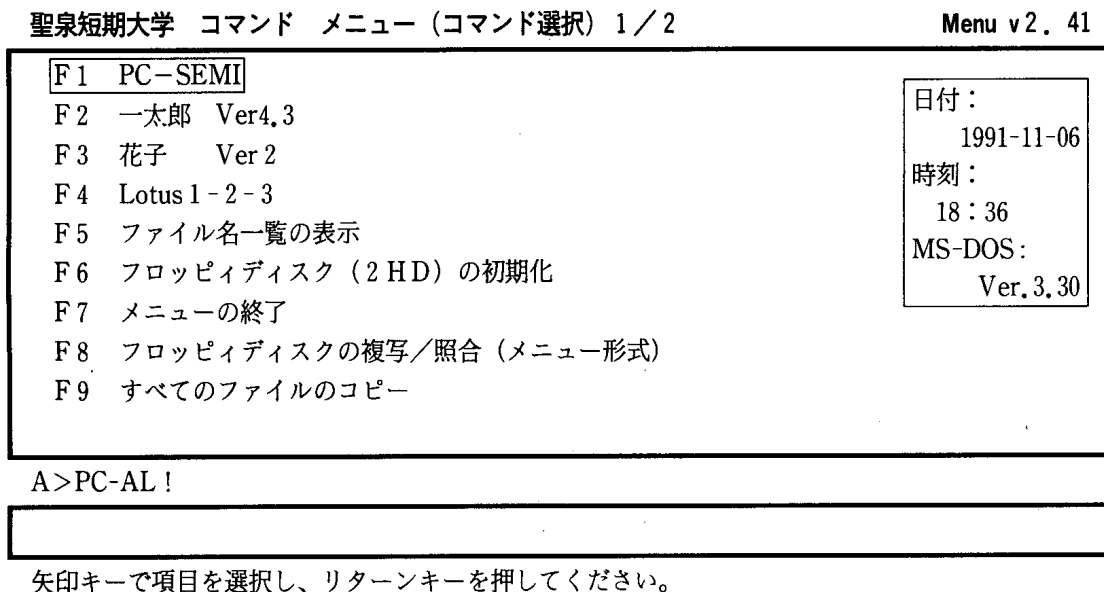 聖泉短期大学 コマンド メニュー（コマンド選択）1／2 Menu v2．41
F1 PC－SEMI
F2 一太郎 Ver4.3
F3 花子 Ver2
F4 Lotus1-2-3
F5 ファイル名一覧の表示
F6 フロッピィディスク（2HD）の初期化
F7 メニューの終了
F8 フロッピィディスクの複写／照合（メニュー形式）
F9 すべてのファイルのコピー
日付：
1991-11-06
時刻：
18：36
MS-DOS：
Ver.3.30
A>PC-AL！
矢印キーで項目を選択し、リターンキーを押してください。